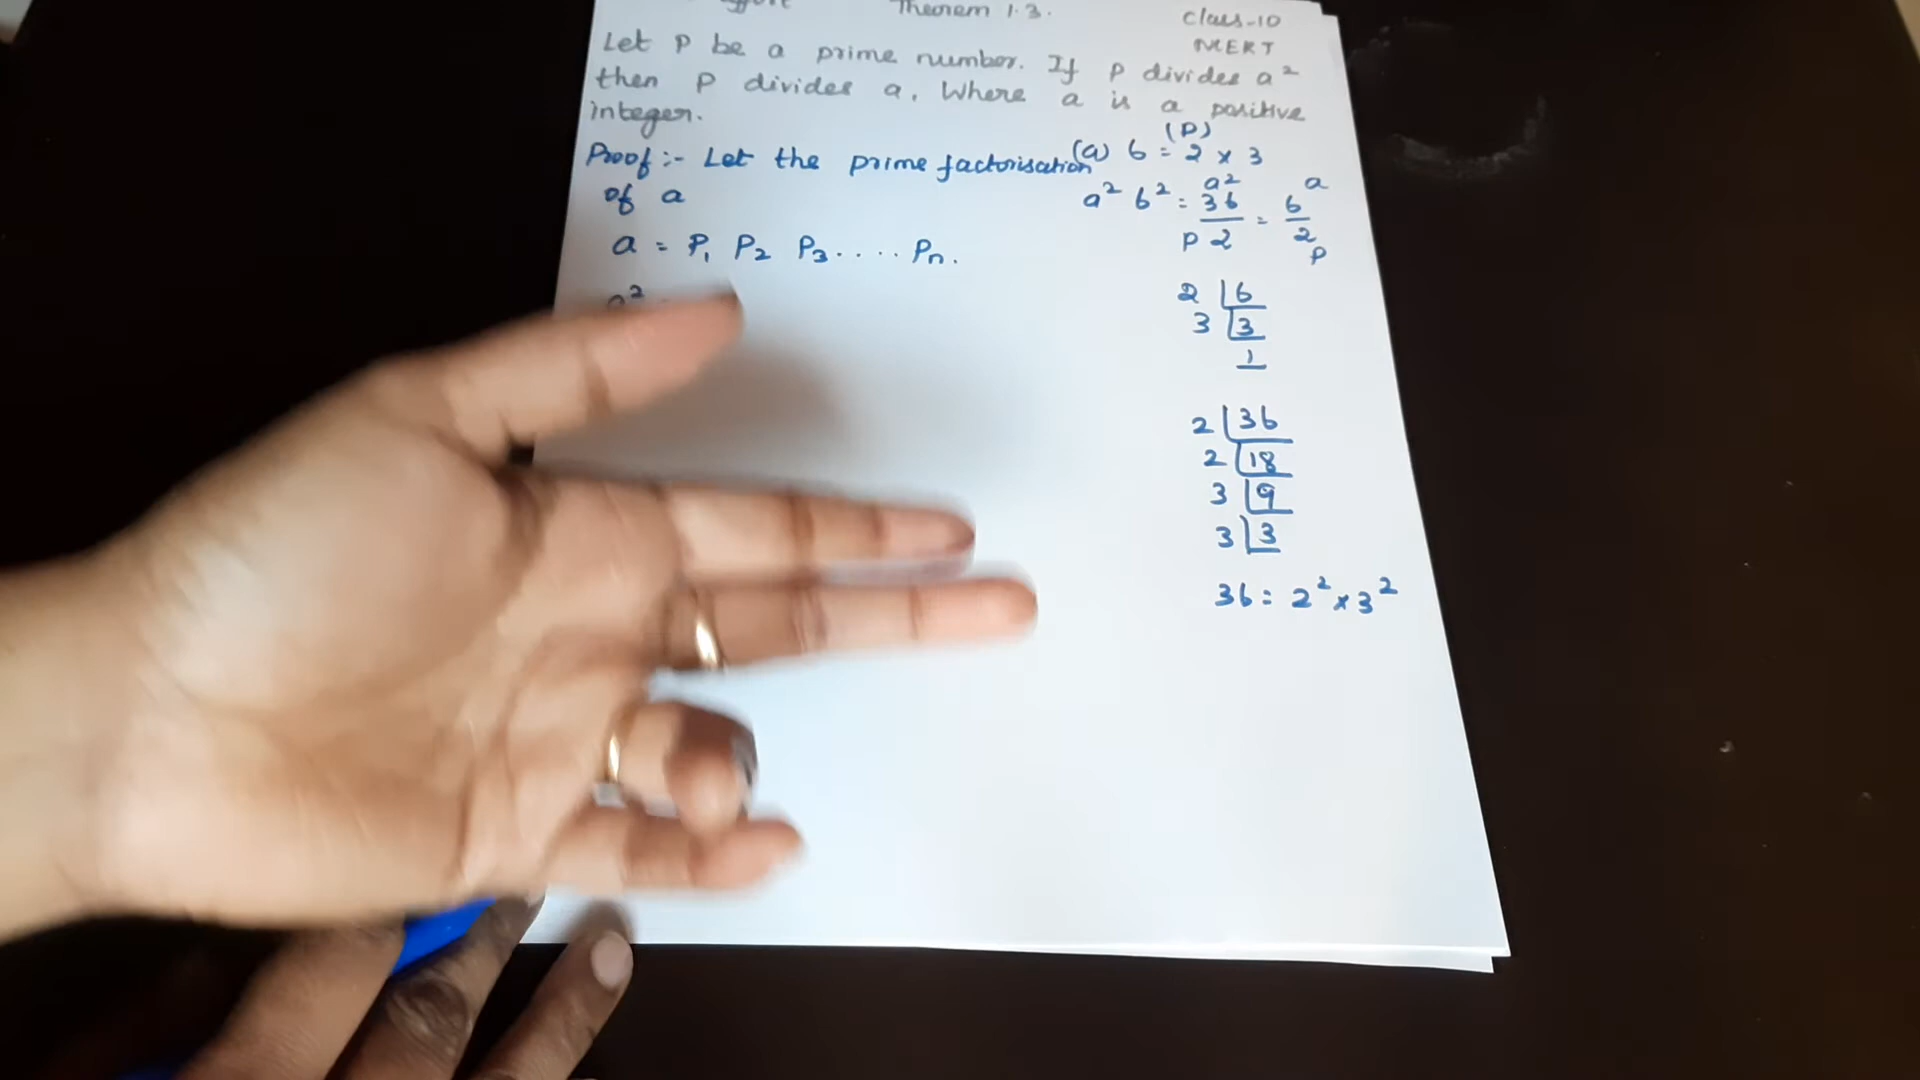 Theorem 1.3.
Class-10
NCERT
Let P be a prime number. If P divides a²
then P divides a, Where a is a positive
integer.
Proof:- Let the prime factorisation
of a
a = P₁ P₂ P₃ .... Pn.
a²
(P)
(a) 6 = 2 × 3
a² a
a² 6² = 36/2 = 6/2
P P
2 6
3 3
1
2 36
2 18
3 9
3 3
36 = 2² × 3²